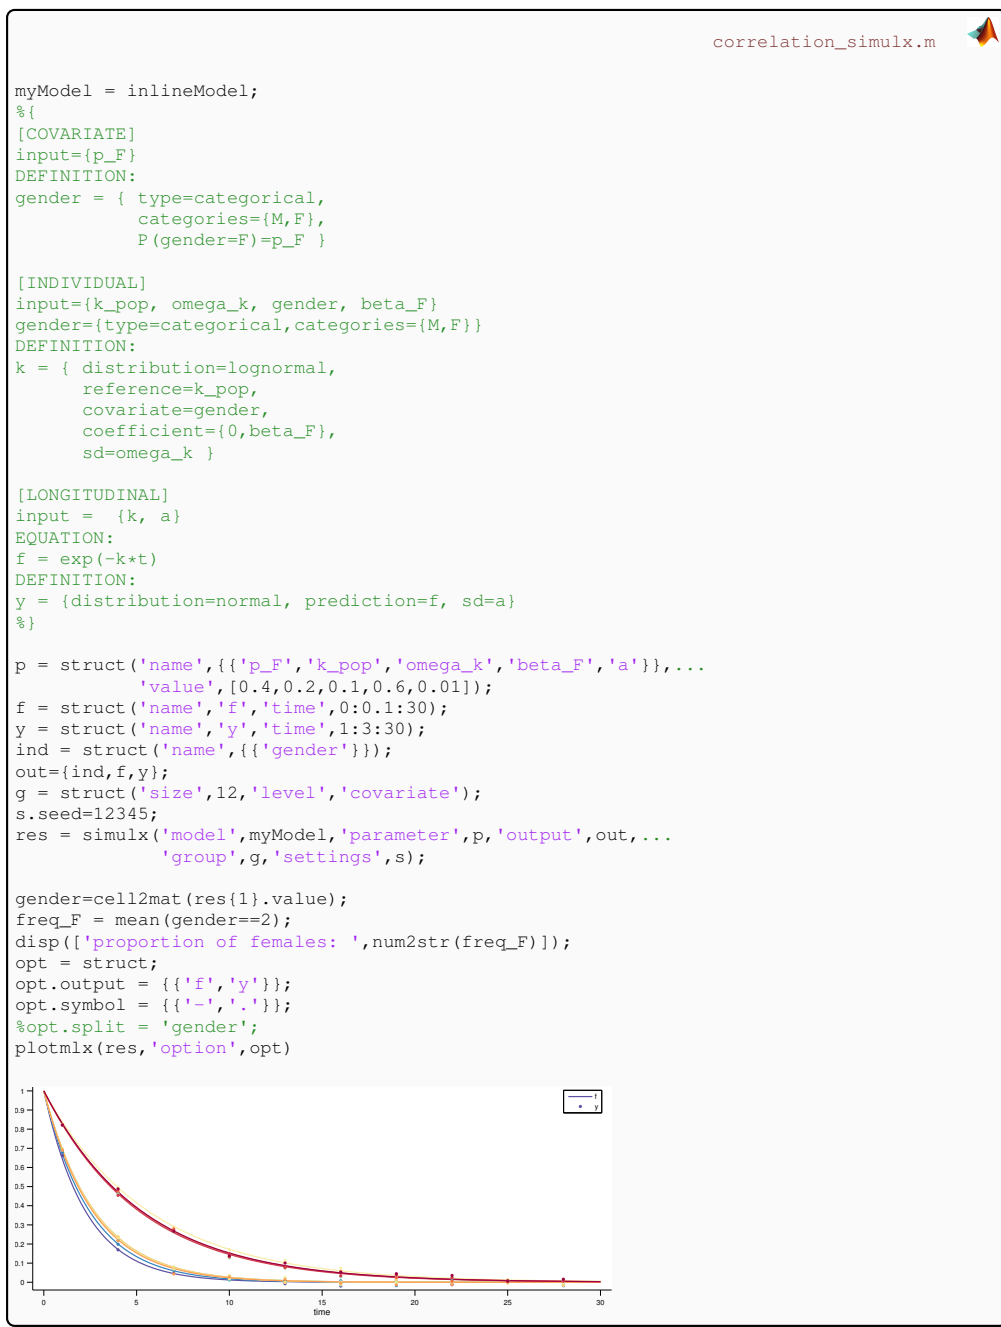 correlation_simulx.m
myModel = inlineModel;
%{
[COVARIATE]
input={p_F}
DEFINITION:
gender = { type=categorical,
           categories={M,F},
           P(gender=F)=p_F }

[INDIVIDUAL]
input={k_pop, omega_k, gender, beta_F}
gender={type=categorical,categories={M,F}}
DEFINITION:
k = { distribution=lognormal,
      reference=k_pop,
      covariate=gender,
      coefficient={0,beta_F},
      sd=omega_k }

[LONGITUDINAL]
input =  {k, a}
EQUATION:
f = exp(-k*t)
DEFINITION:
y = {distribution=normal, prediction=f, sd=a}
%}

p = struct('name',{{'p_F','k_pop','omega_k','beta_F','a'}},...
           'value',[0.4,0.2,0.1,0.6,0.01]);
f = struct('name','f','time',0:0.1:30);
y = struct('name','y','time',1:3:30);
ind = struct('name',{{'gender'}});
out={ind,f,y};
g = struct('size',12,'level','covariate');
s.seed=12345;
res = simulx('model',myModel,'parameter',p,'output',out,...
             'group',g,'settings',s);

gender=cell2mat(res{1}.value);
freq_F = mean(gender==2);
disp(['proportion of females: ',num2str(freq_F)]);
opt = struct;
opt.output = {{'f','y'}};
opt.symbol = {{'-','.'}};
%opt.split = 'gender';
plotmlx(res,'option',opt)
f
y
1
0.9
0.8
0.7
0.6
0.5
0.4
0.3
0.2
0.1
0
0 5 10 15 20 25 30
time